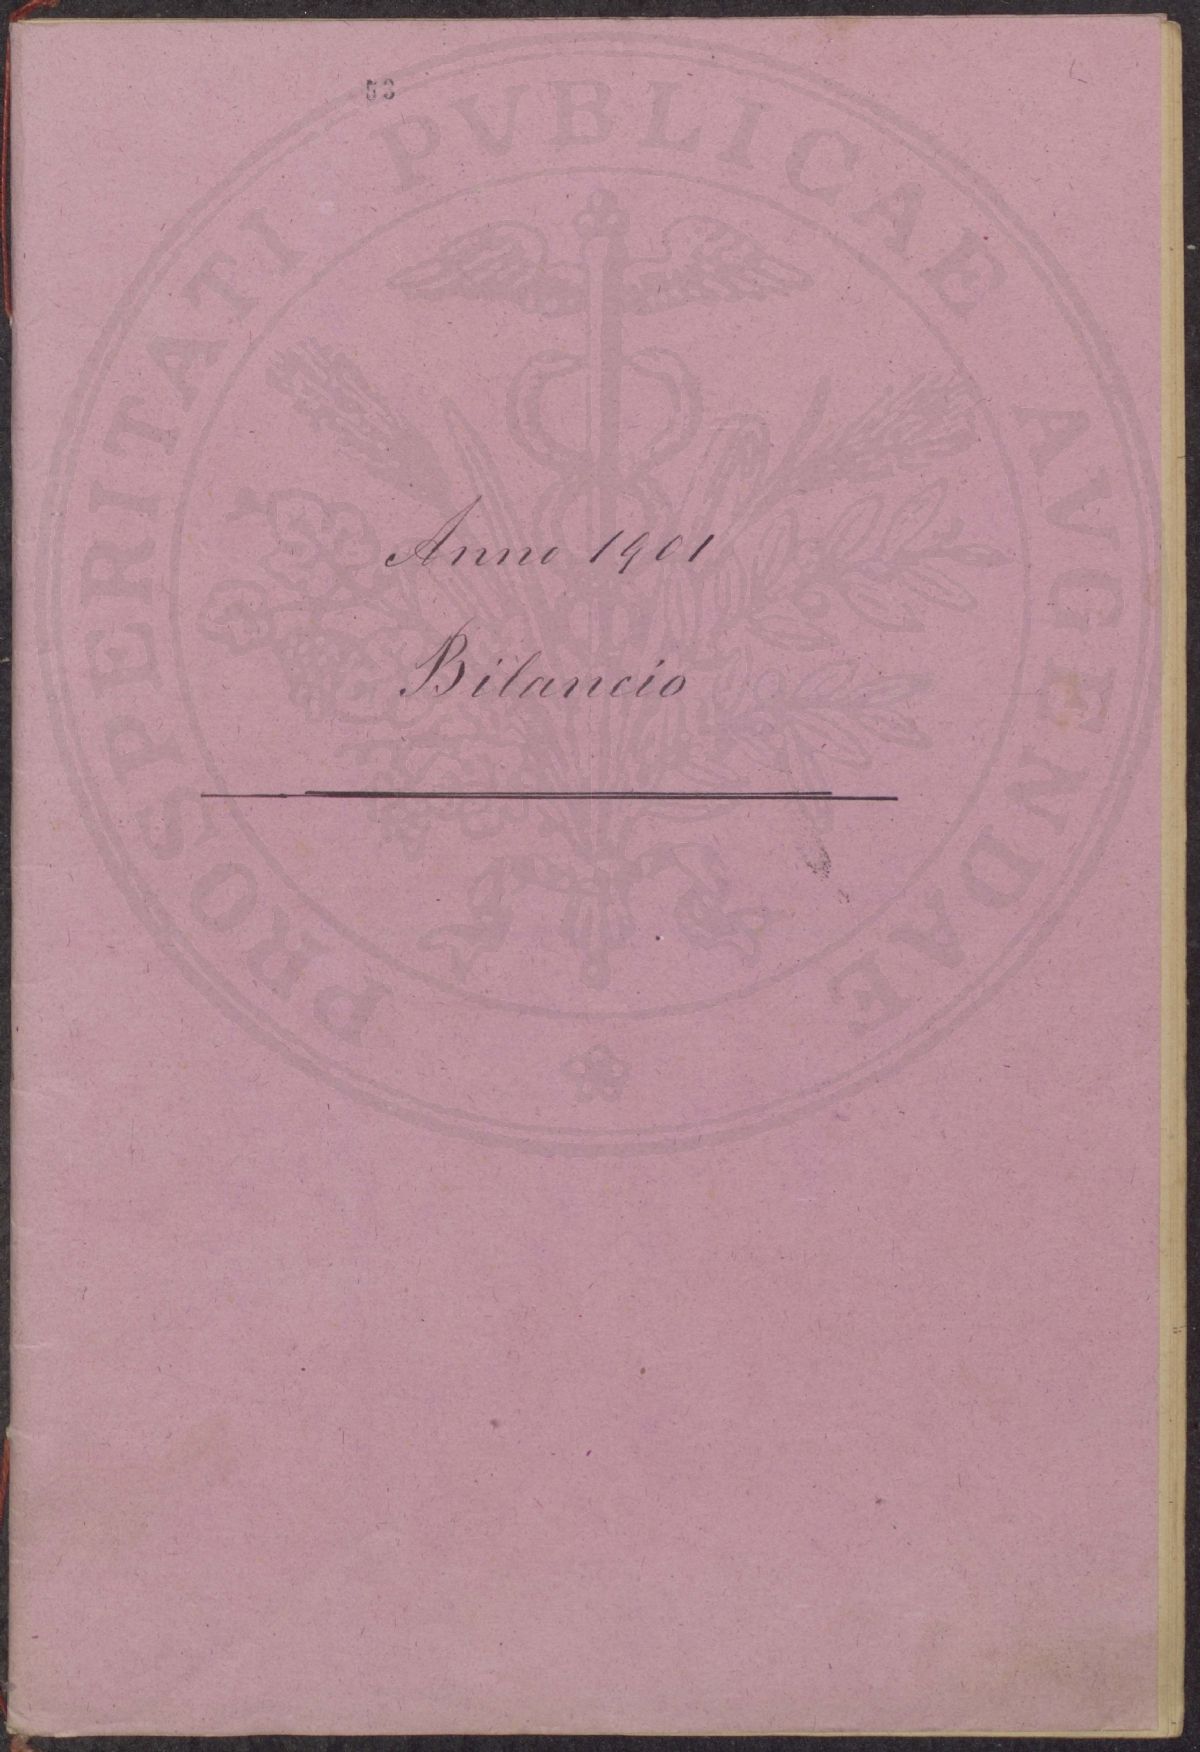 53
PROSPERITATI PVBLICAE AVGENDAE
Anno 1901
Bilancio